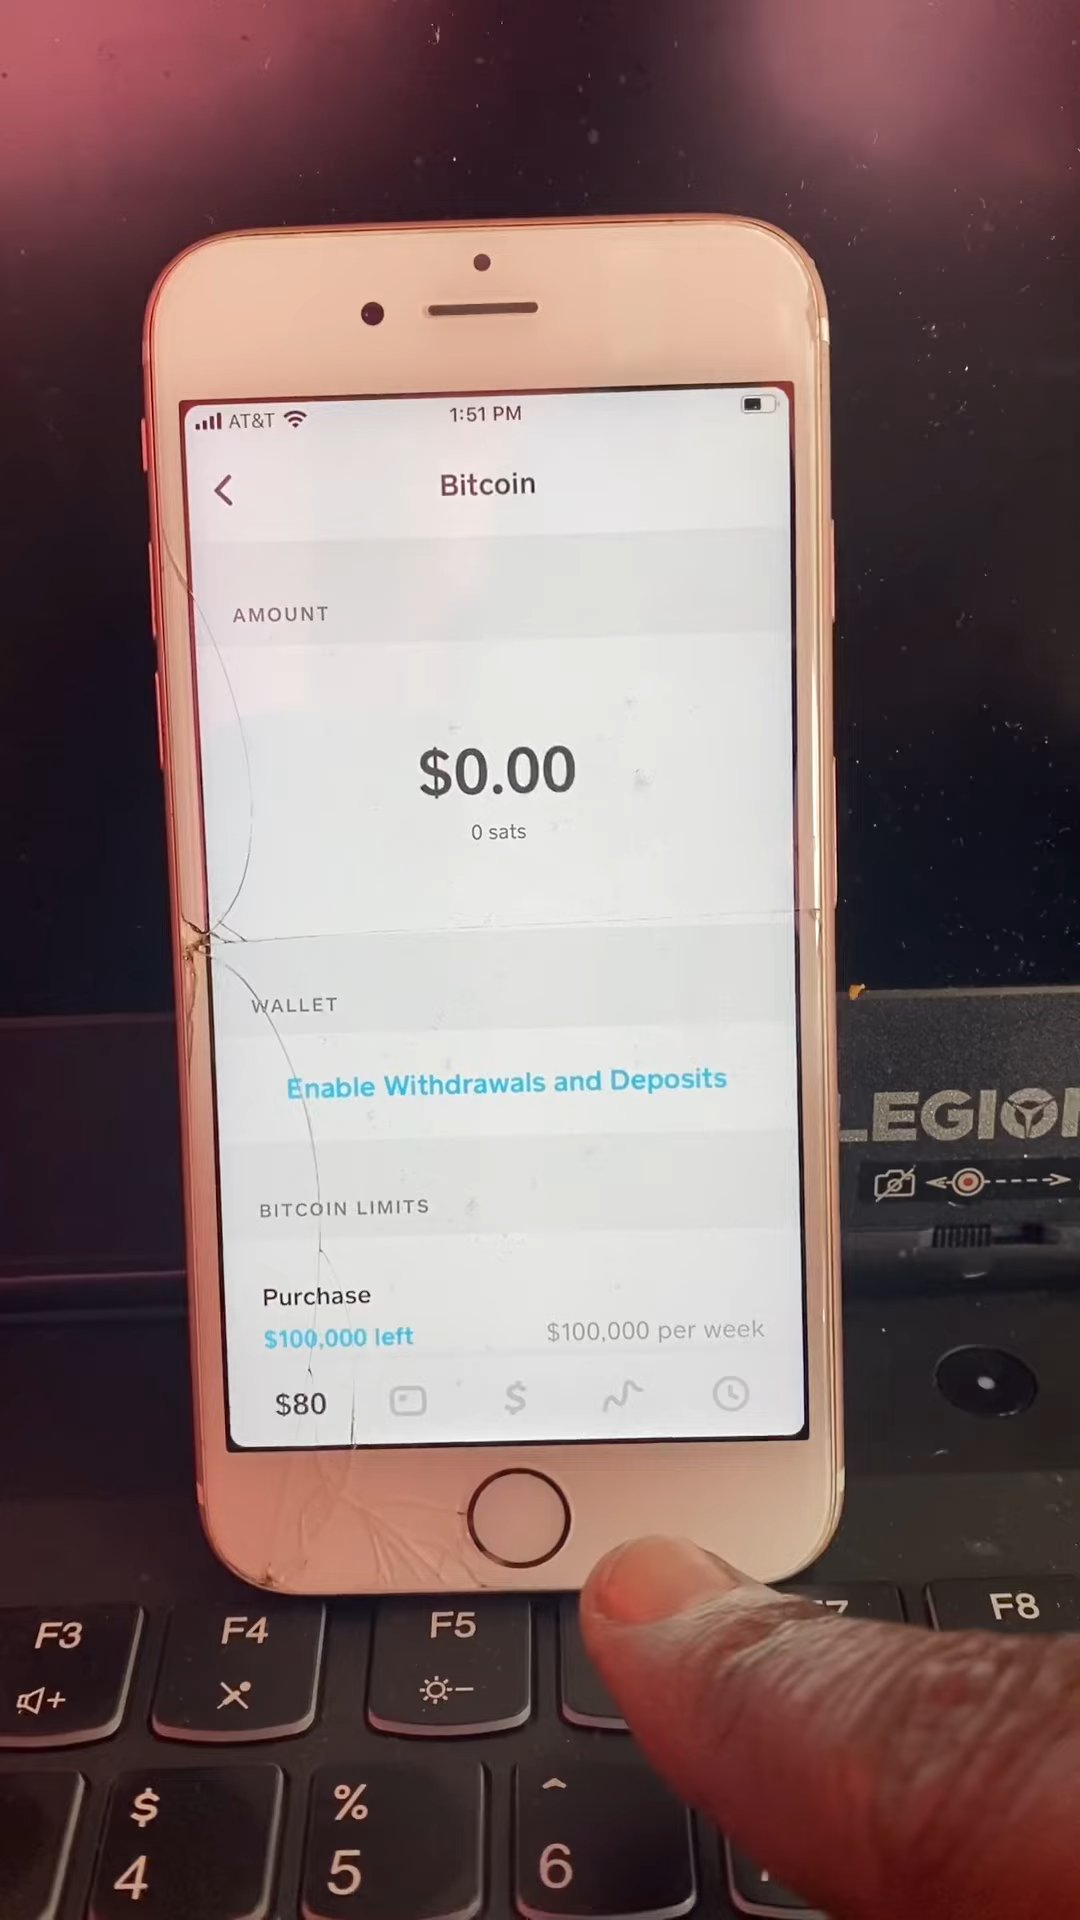 AT&T
1:51 PM
Bitcoin
AMOUNT
$0.00
0 sats
WALLET
Enable Withdrawals and Deposits
BITCOIN LIMITS
Purchase
$100,000 left
$100,000 per week
$80
$
LEGION
F3
F4
F5
F8
$
4
%
5
^
6